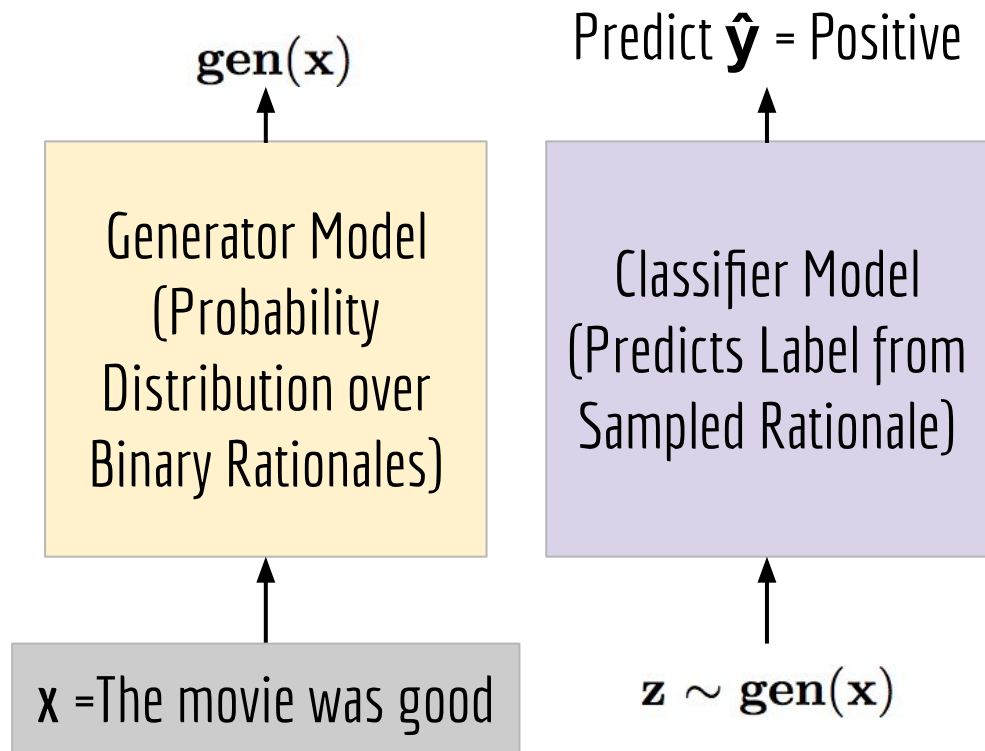 gen(x)
Generator Model
(Probability
Distribution over
Binary Rationales)
x =The movie was good
Predict ŷ = Positive
Classifier Model
(Predicts Label from
Sampled Rationale)
z ∼ gen(x)